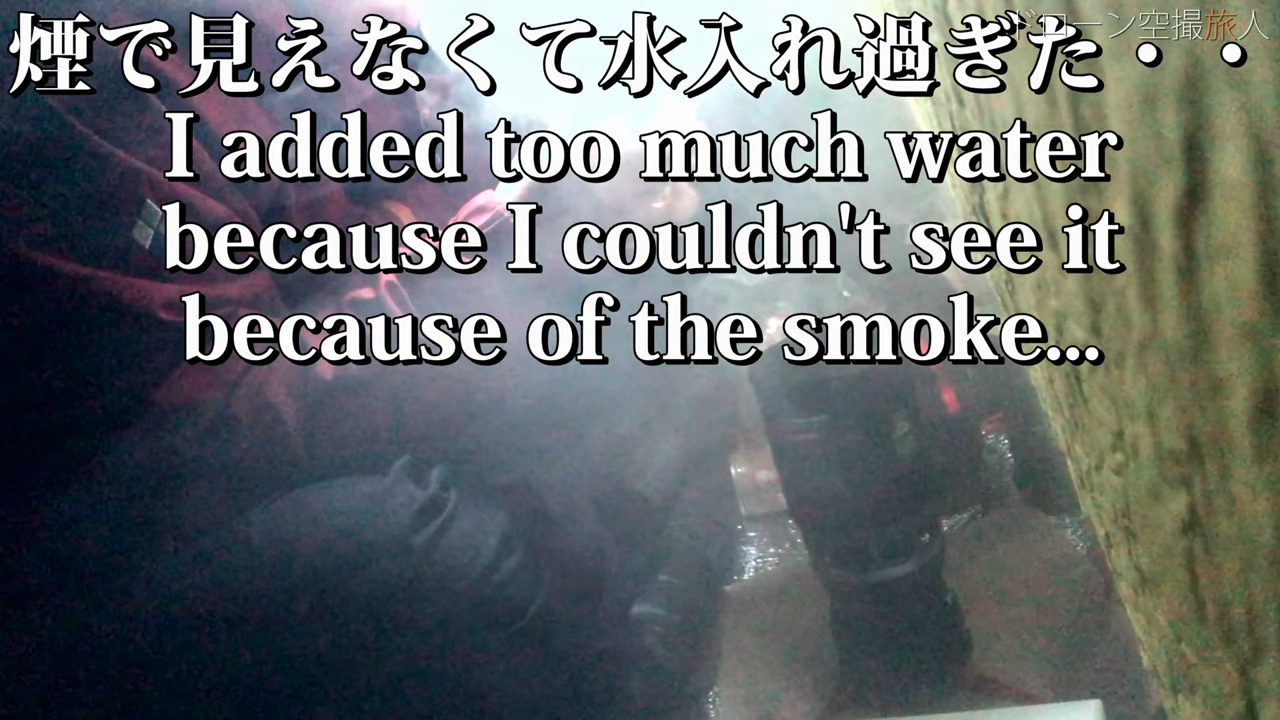 煙で見えなくて水入れ過ぎた・・
ドローン空撮旅人
I added too much water
because I couldn't see it
because of the smoke...